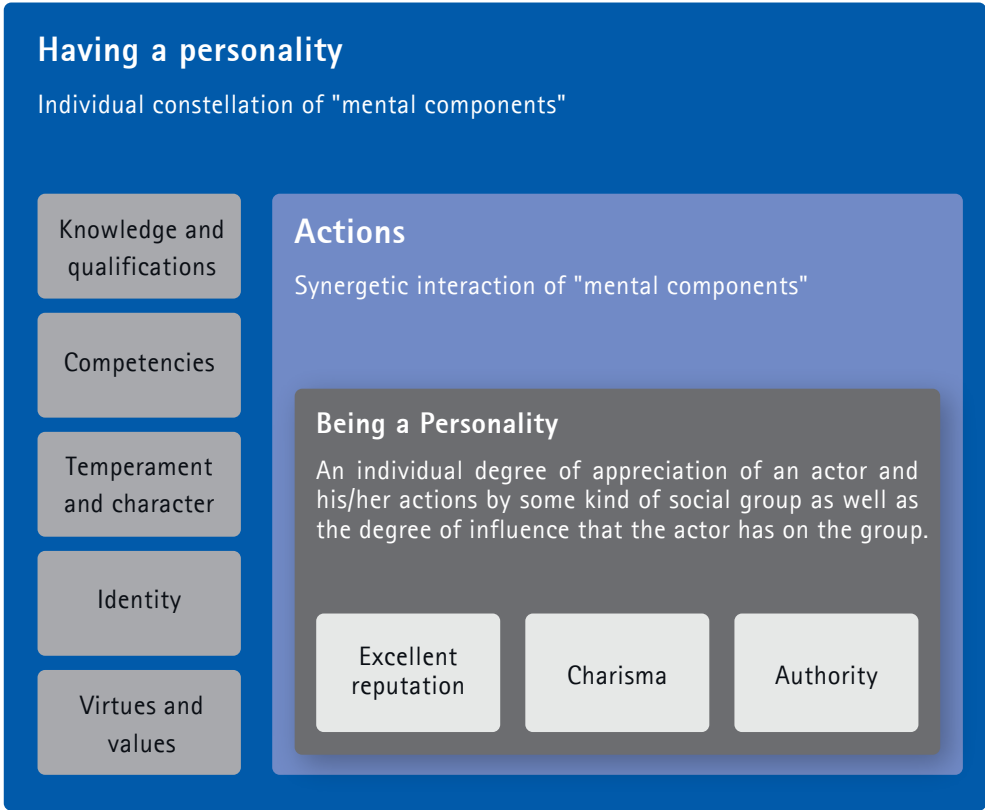 Having a personality
Individual constellation of "mental components"
Knowledge and
qualifications
Competencies
Temperament
and character
Identity
Virtues and
values
Actions
Synergetic interaction of "mental components"
Being a Personality
An individual degree of appreciation of an actor and
his/her actions by some kind of social group as well as
the degree of influence that the actor has on the group.
Excellent
reputation
Charisma
Authority